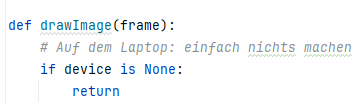 def drawImage(frame):
    # Auf dem Laptop: einfach nichts machen
    if device is None:
        return